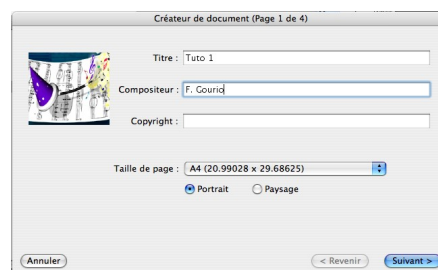 Créateur de document (Page 1 de 4)
Titre : Tuto 1
Compositeur : F. Gourio
Copyright :
Taille de page : A4 (20.99028 x 29.68625)
Portrait Paysage
Annuler < Revenir Suivant >